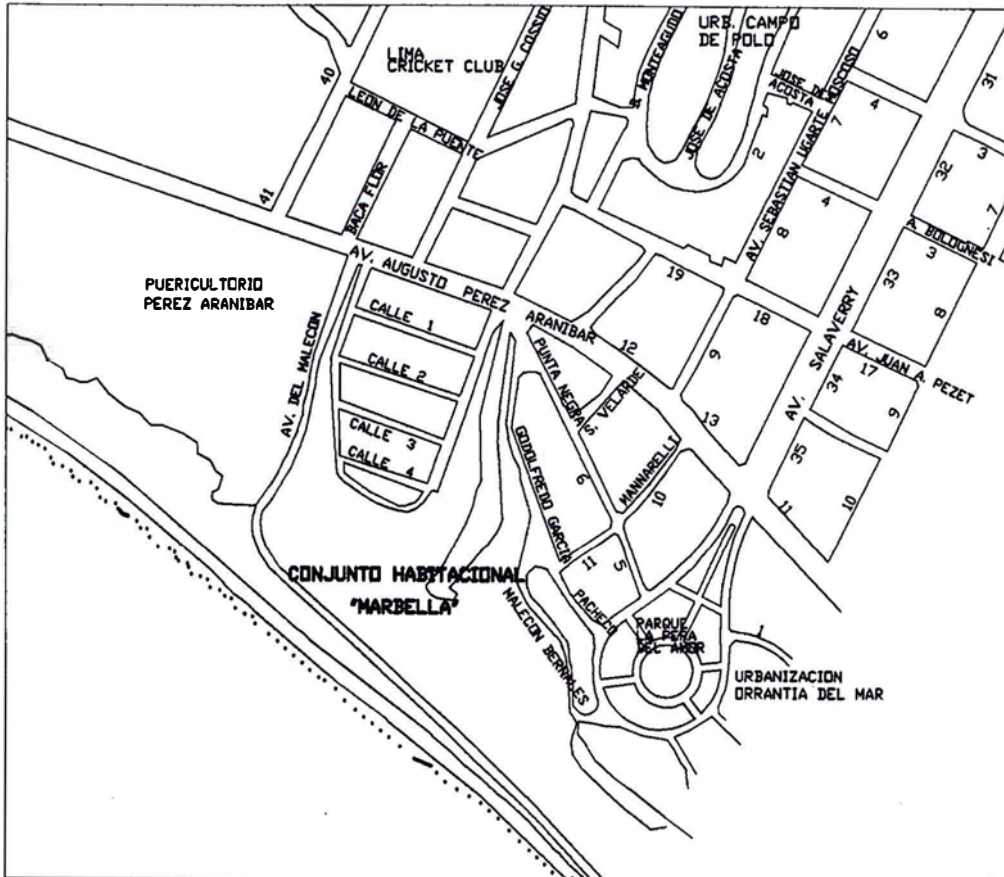 URB. CAMPO
DE POLO
LIMA
CRICKET CLUB
JOSE G. COSSIO
B. MONTEAGUDO
JOSE DE ACOSTA
JOSE DE
ACOSTA
AV. SEBASTIAN UGARTE MOSCOSO
6
31
40
LEON DE LA PUENTE
7
4
2
32
3
7
41
BACA FLOR
8
4
A. BOLOGNESI
3
33
8
AV. AUGUSTO PEREZ ARANIBAR
19
18
PUERICULTORIO
PEREZ ARANIBAR
CALLE 1
CALLE 2
CALLE 3
CALLE 4
AV. DEL MALECON
12
9
13
AV. SALAVERRY
AV. JUAN A. PEZET
17
34
9
PUNTA NEGRA
VELARDE
MANNARELLI
GODOLFREDO GARCIA
6
10
35
11
10
11
5
CONJUNTO HABITACIONAL
"MARBELLA"
PACHECO
MALECON BERNALES
PARQUE
LA PERA
DEL AMOR
1
URBANIZACION
ORRANTIA DEL MAR